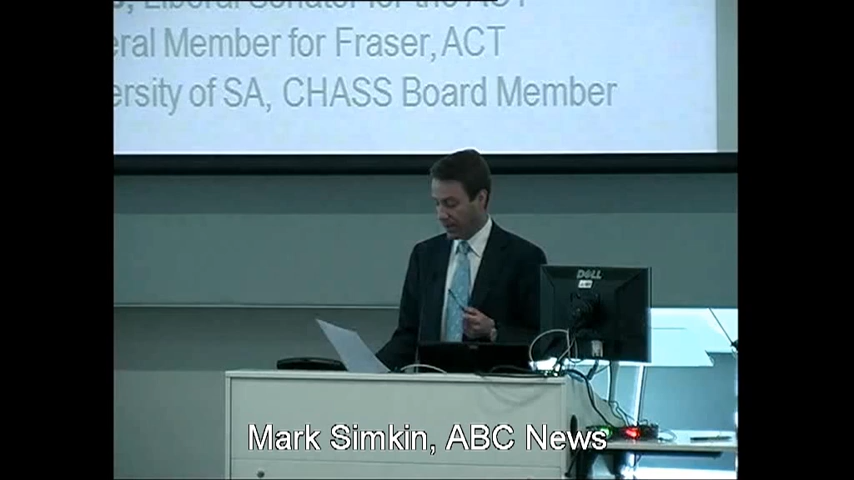 Liberal Senator for the ACT
eral Member for Fraser, ACT
ersity of SA, CHASS Board Member
DELL
Mark Simkin, ABC News